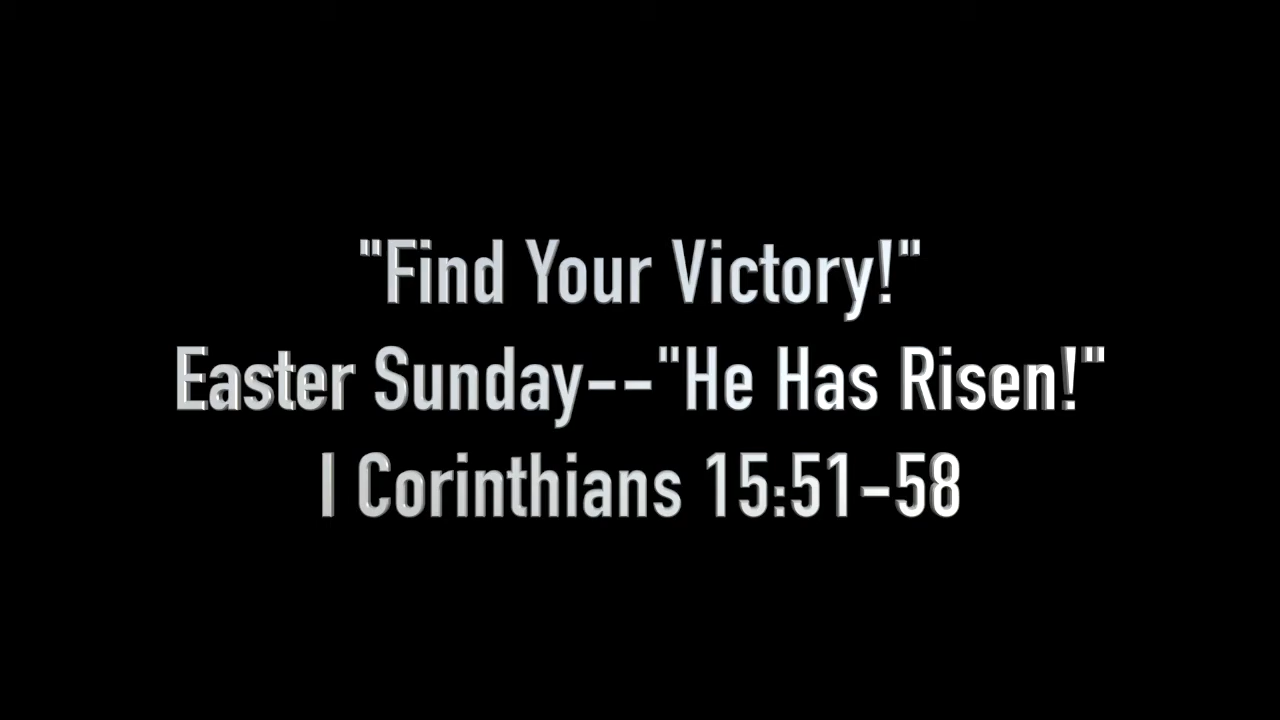 "Find Your Victory!"
Easter Sunday--"He Has Risen!"
I Corinthians 15:51-58